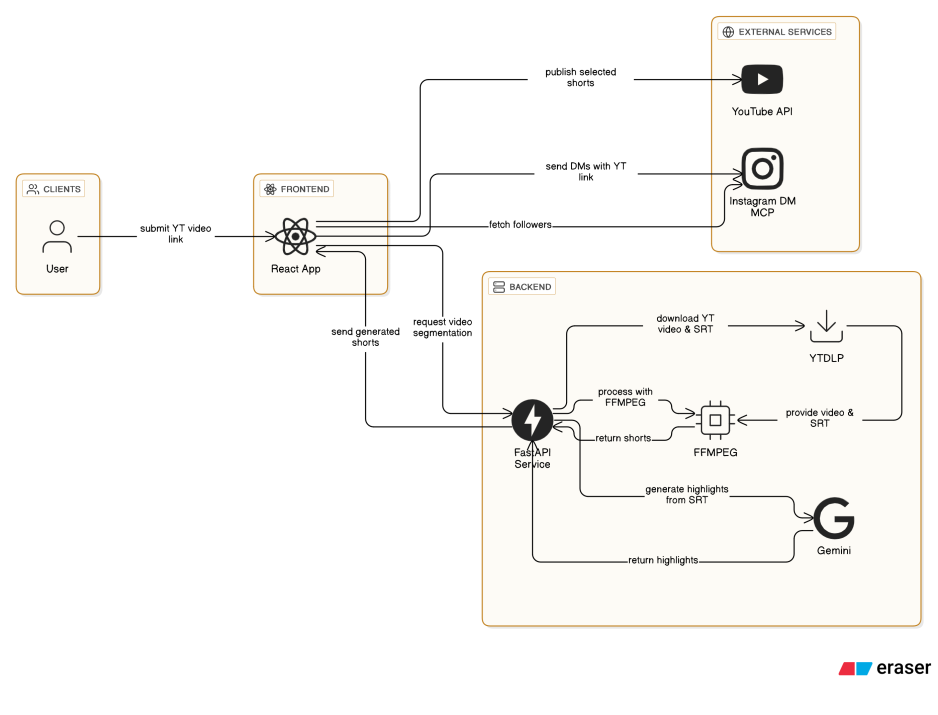 EXTERNAL SERVICES
publish selected
shorts
YouTube API
send DMs with YT
link
Instagram DM
MCP
fetch followers
CLIENTS
submit YT video
link
User
FRONTEND
React App
send generated
shorts
request video
segmentation
BACKEND
download YT
video & SRT
YTDLP
process with
FFMPEG
provide video &
SRT
return shorts
FFMPEG
FastAPI
Service
generate highlights
from SRT
Gemini
return highlights
eraser